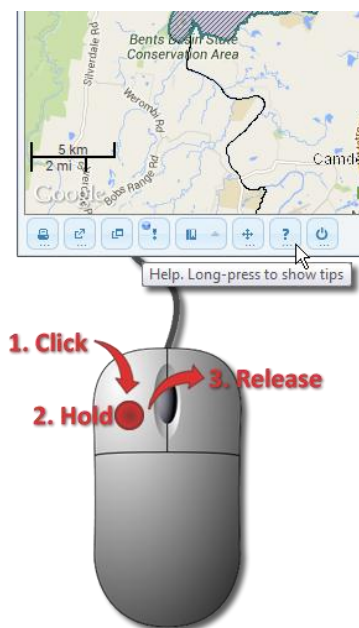 Bents Basin State
Conservation Area
Silverdale Rd
Werombi Rd
5 km
2 mi
Camde
Bobs Range Rd
Google
?
Help. Long-press to show tips
1. Click
3. Release
2. Hold